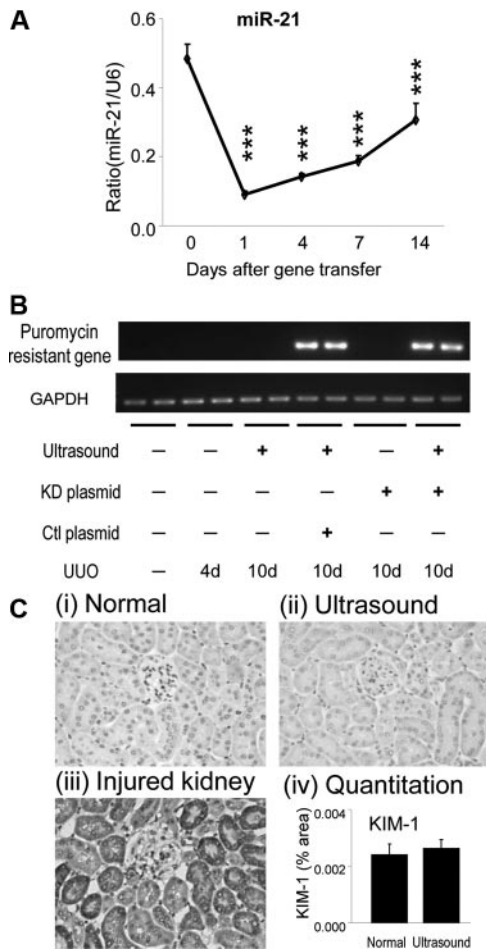 A
miR-21
Ratio(miR-21/U6)
0.6
0.4
0.2
0.0
***
***
***
***
0 1 4 7 14
Days after gene transfer
B
Puromycin
resistant gene
GAPDH
Ultrasound — — + + — +
KD plasmid — — — — + +
Ctl plasmid — — — + — —
UUO — 4d 10d 10d 10d 10d
C
(i) Normal
(ii) Ultrasound
(iii) Injured kidney
(iv) Quantitation
KIM-1 (% area)
0.004
0.002
0.000
KIM-1
Normal Ultrasound